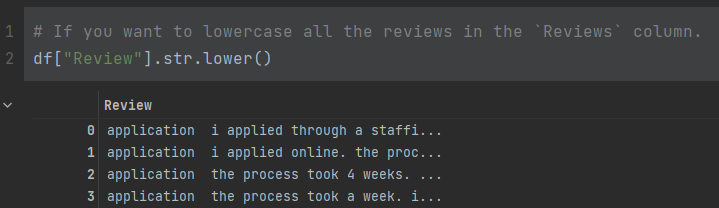 1 # If you want to lowercase all the reviews in the `Reviews` column.
2 df["Review"].str.lower()
Review
0 application  i applied through a staffi...
1 application  i applied online. the proc...
2 application  the process took 4 weeks. ...
3 application  the process took a week. i...